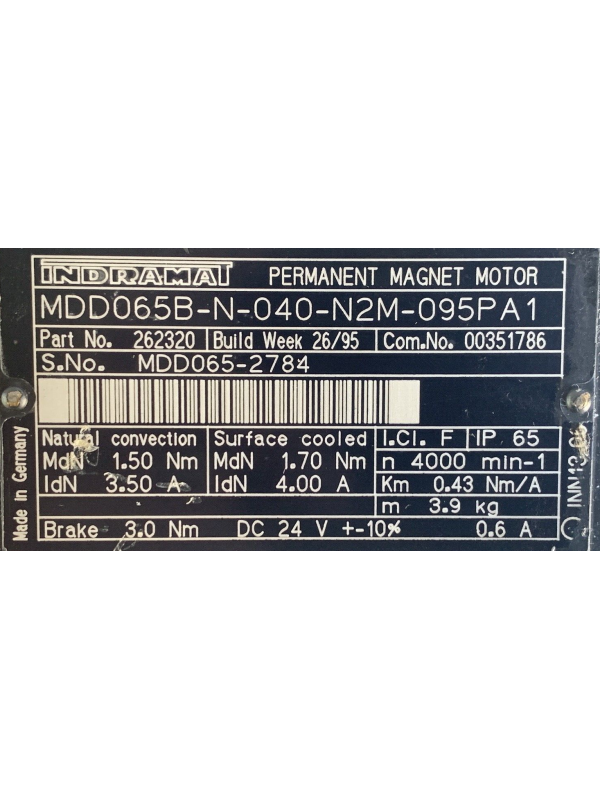 INDRAMAT PERMANENT MAGNET MOTOR
MDD065B-N-040-N2M-095PA1
Part No. 262320 Build Week 26/95 Com.No. 00351786
S.No. MDD065-2784
Natural convection Surface cooled I.Cl. F IP 65
MdN 1.50 Nm MdN 1.70 Nm n 4000 min-1
IdN 3.50 A IdN 4.00 A Km 0.43 Nm/A
m 3.9 kg
Brake 3.0 Nm DC 24 V +-10% 0.6 A
Made in Germany